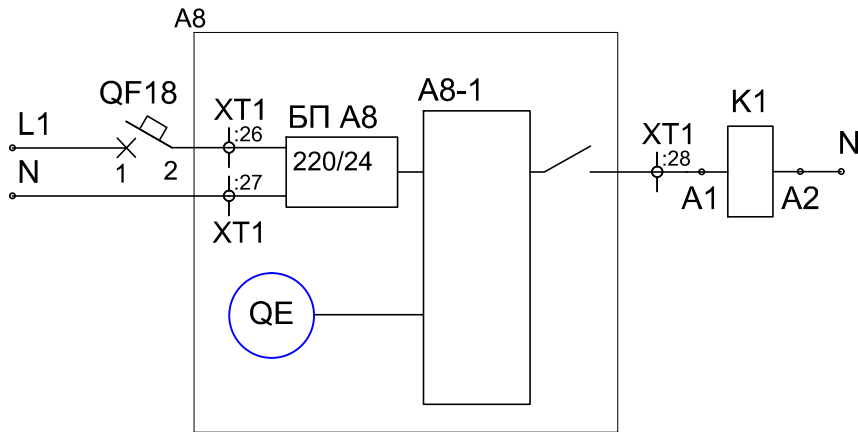 A8
QF18
L1
1
2
N
XT1
:26
:27
XT1
БП A8
220/24
A8-1
QE
XT1
:28
A1
K1
A2
N